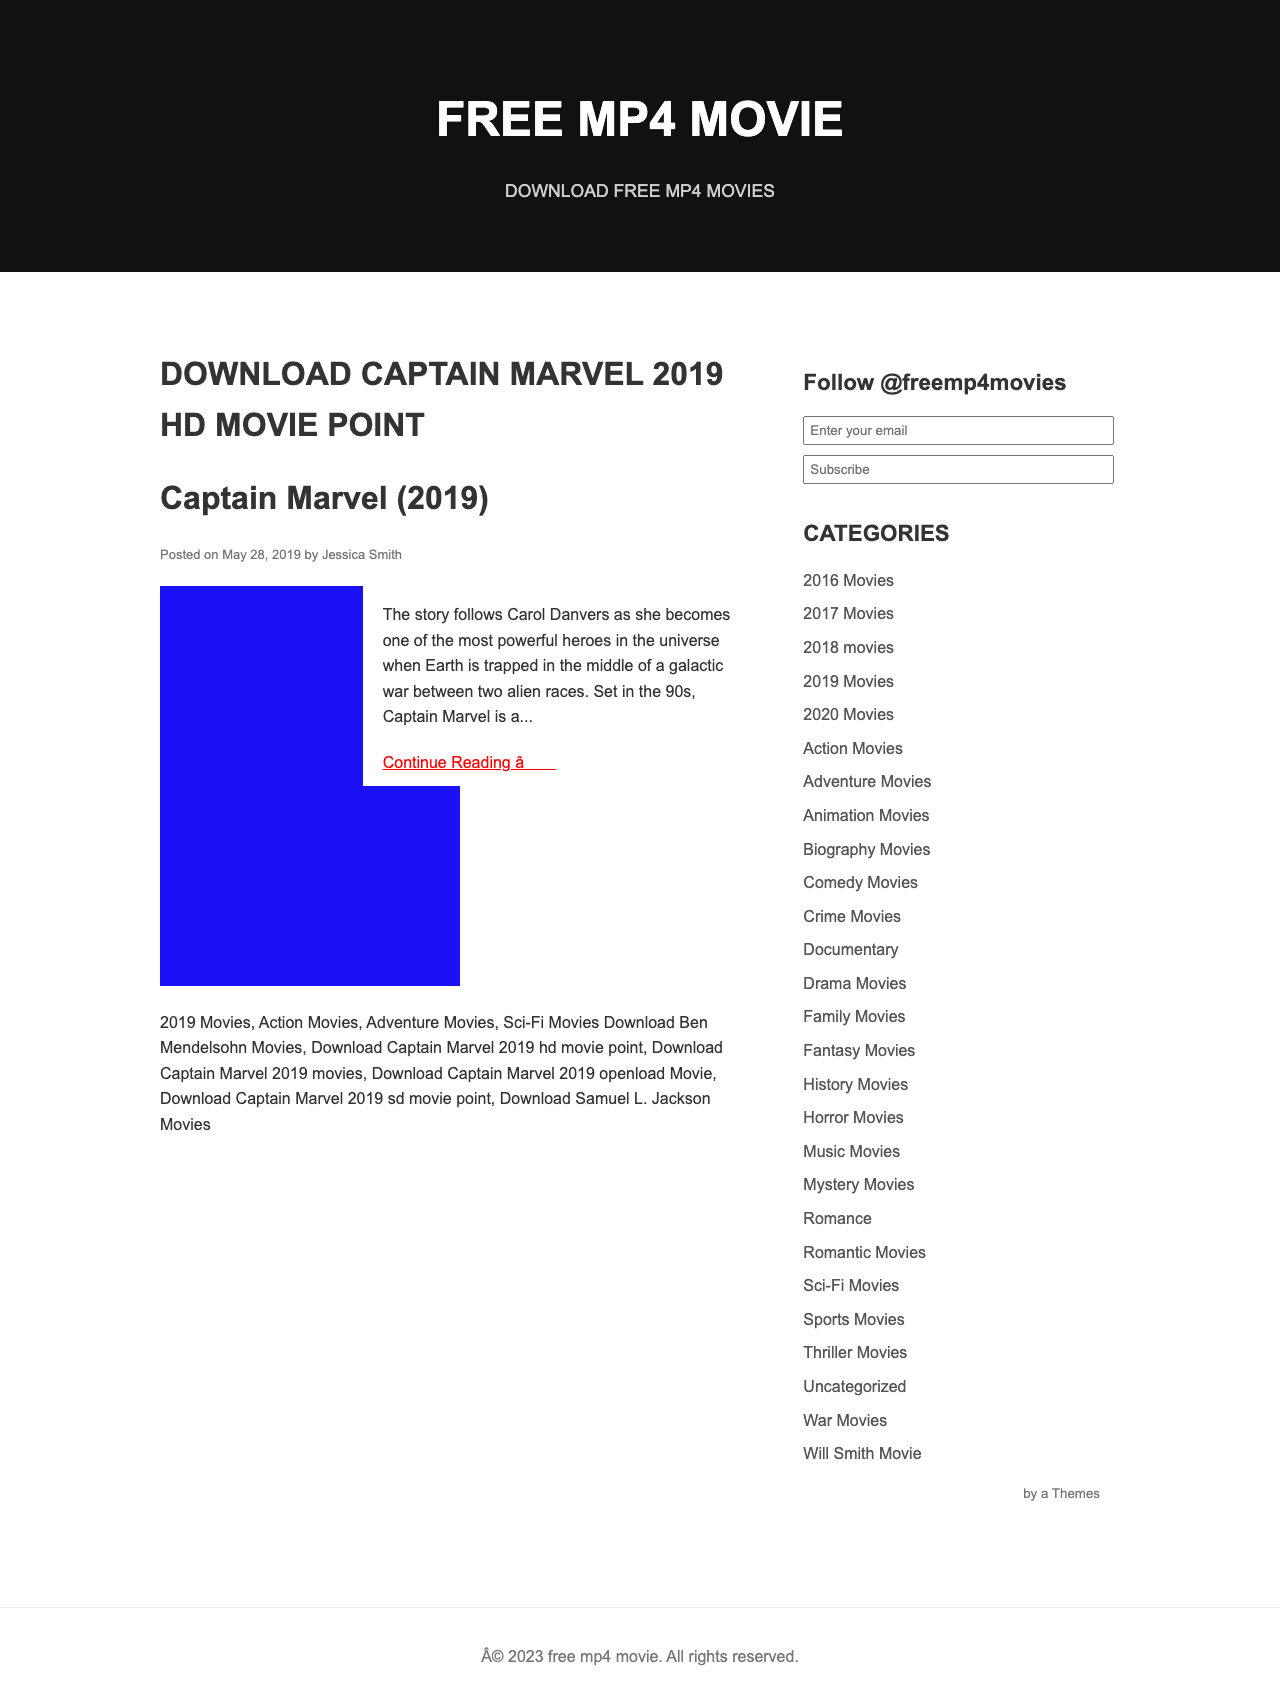 FREE MP4 MOVIE
DOWNLOAD FREE MP4 MOVIES
DOWNLOAD CAPTAIN MARVEL 2019
HD MOVIE POINT
Captain Marvel (2019)
Posted on May 28, 2019 by Jessica Smith
The story follows Carol Danvers as she becomes
one of the most powerful heroes in the universe
when Earth is trapped in the middle of a galactic
war between two alien races. Set in the 90s,
Captain Marvel is a...
Continue Reading â
2019 Movies, Action Movies, Adventure Movies, Sci-Fi Movies Download Ben
Mendelsohn Movies, Download Captain Marvel 2019 hd movie point, Download
Captain Marvel 2019 movies, Download Captain Marvel 2019 openload Movie,
Download Captain Marvel 2019 sd movie point, Download Samuel L. Jackson
Movies
Follow @freemp4movies
Enter your email
Subscribe
CATEGORIES
2016 Movies
2017 Movies
2018 movies
2019 Movies
2020 Movies
Action Movies
Adventure Movies
Animation Movies
Biography Movies
Comedy Movies
Crime Movies
Documentary
Drama Movies
Family Movies
Fantasy Movies
History Movies
Horror Movies
Music Movies
Mystery Movies
Romance
Romantic Movies
Sci-Fi Movies
Sports Movies
Thriller Movies
Uncategorized
War Movies
Will Smith Movie
by a Themes
Â© 2023 free mp4 movie. All rights reserved.